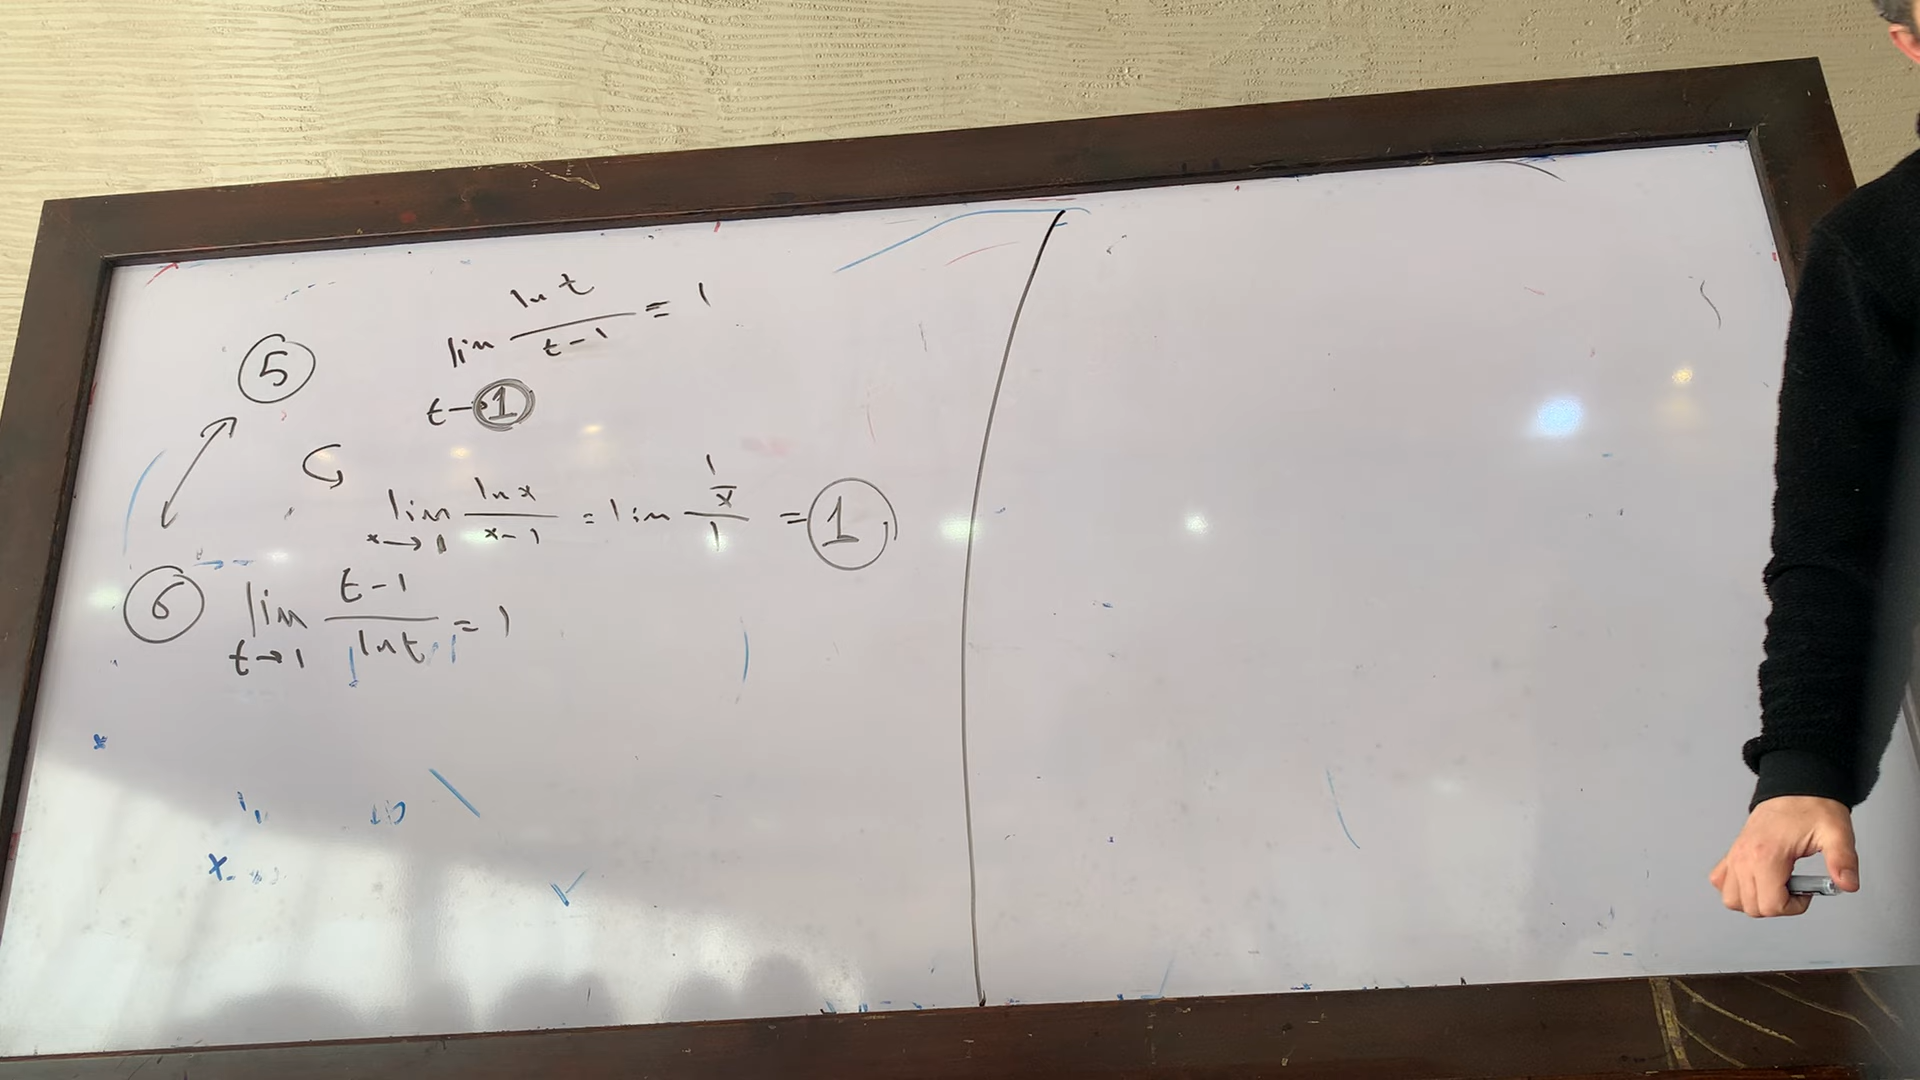 5
lim ln t / t - 1 = 1
t → 1
lim ln x / x - 1 = lim 1/x / 1 = 1
x → 1
6 lim t - 1 / ln t = 1
t → 1